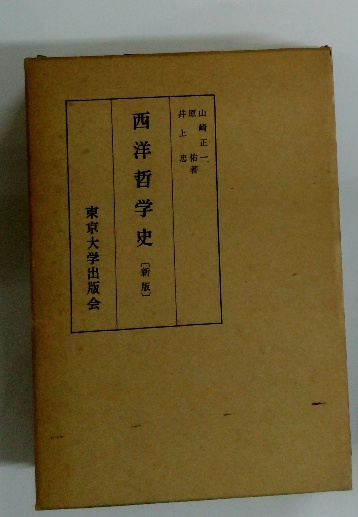 山崎正一
原佑著
井上忠
西洋哲学史〔新版〕
東京大学出版会